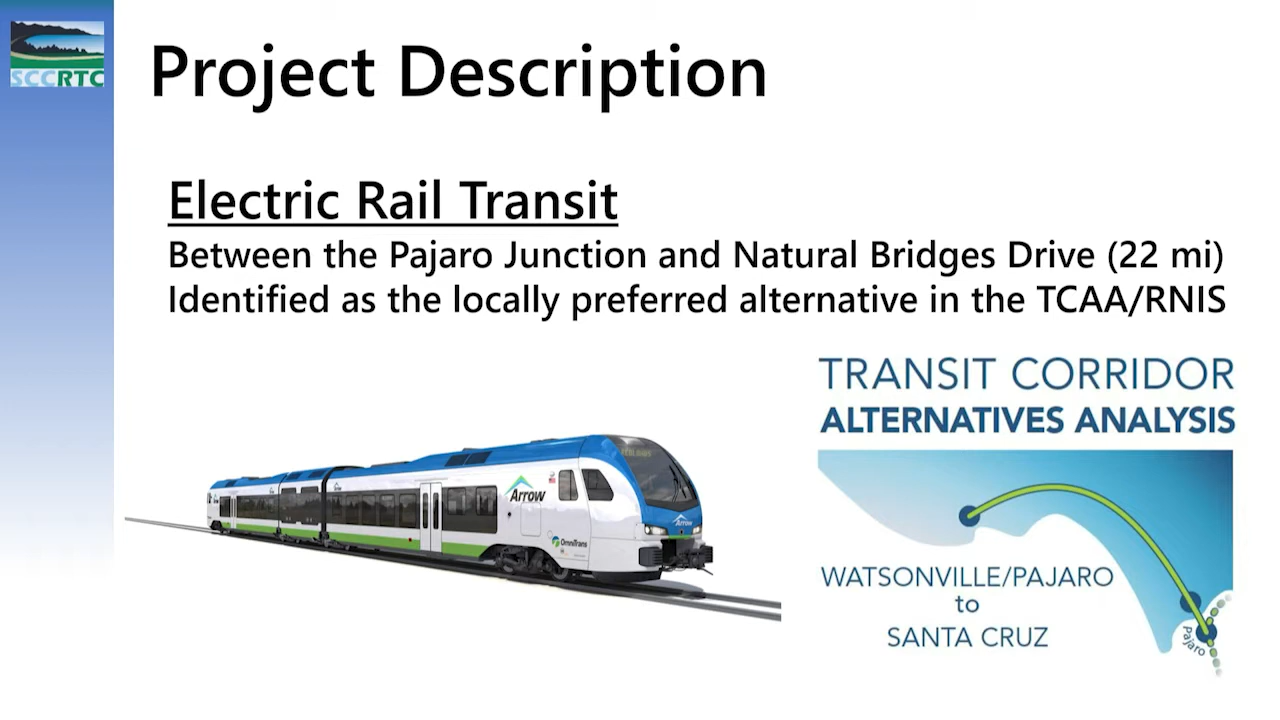 SCCRTC
Project Description
Electric Rail Transit
Between the Pajaro Junction and Natural Bridges Drive (22 mi)
Identified as the locally preferred alternative in the TCAA/RNIS
TRANSIT CORRIDOR
ALTERNATIVES ANALYSIS
REDLANDS
Arrow
Arrow
OmniTrans
WATSONVILLE/PAJARO
to
SANTA CRUZ
Pajaro